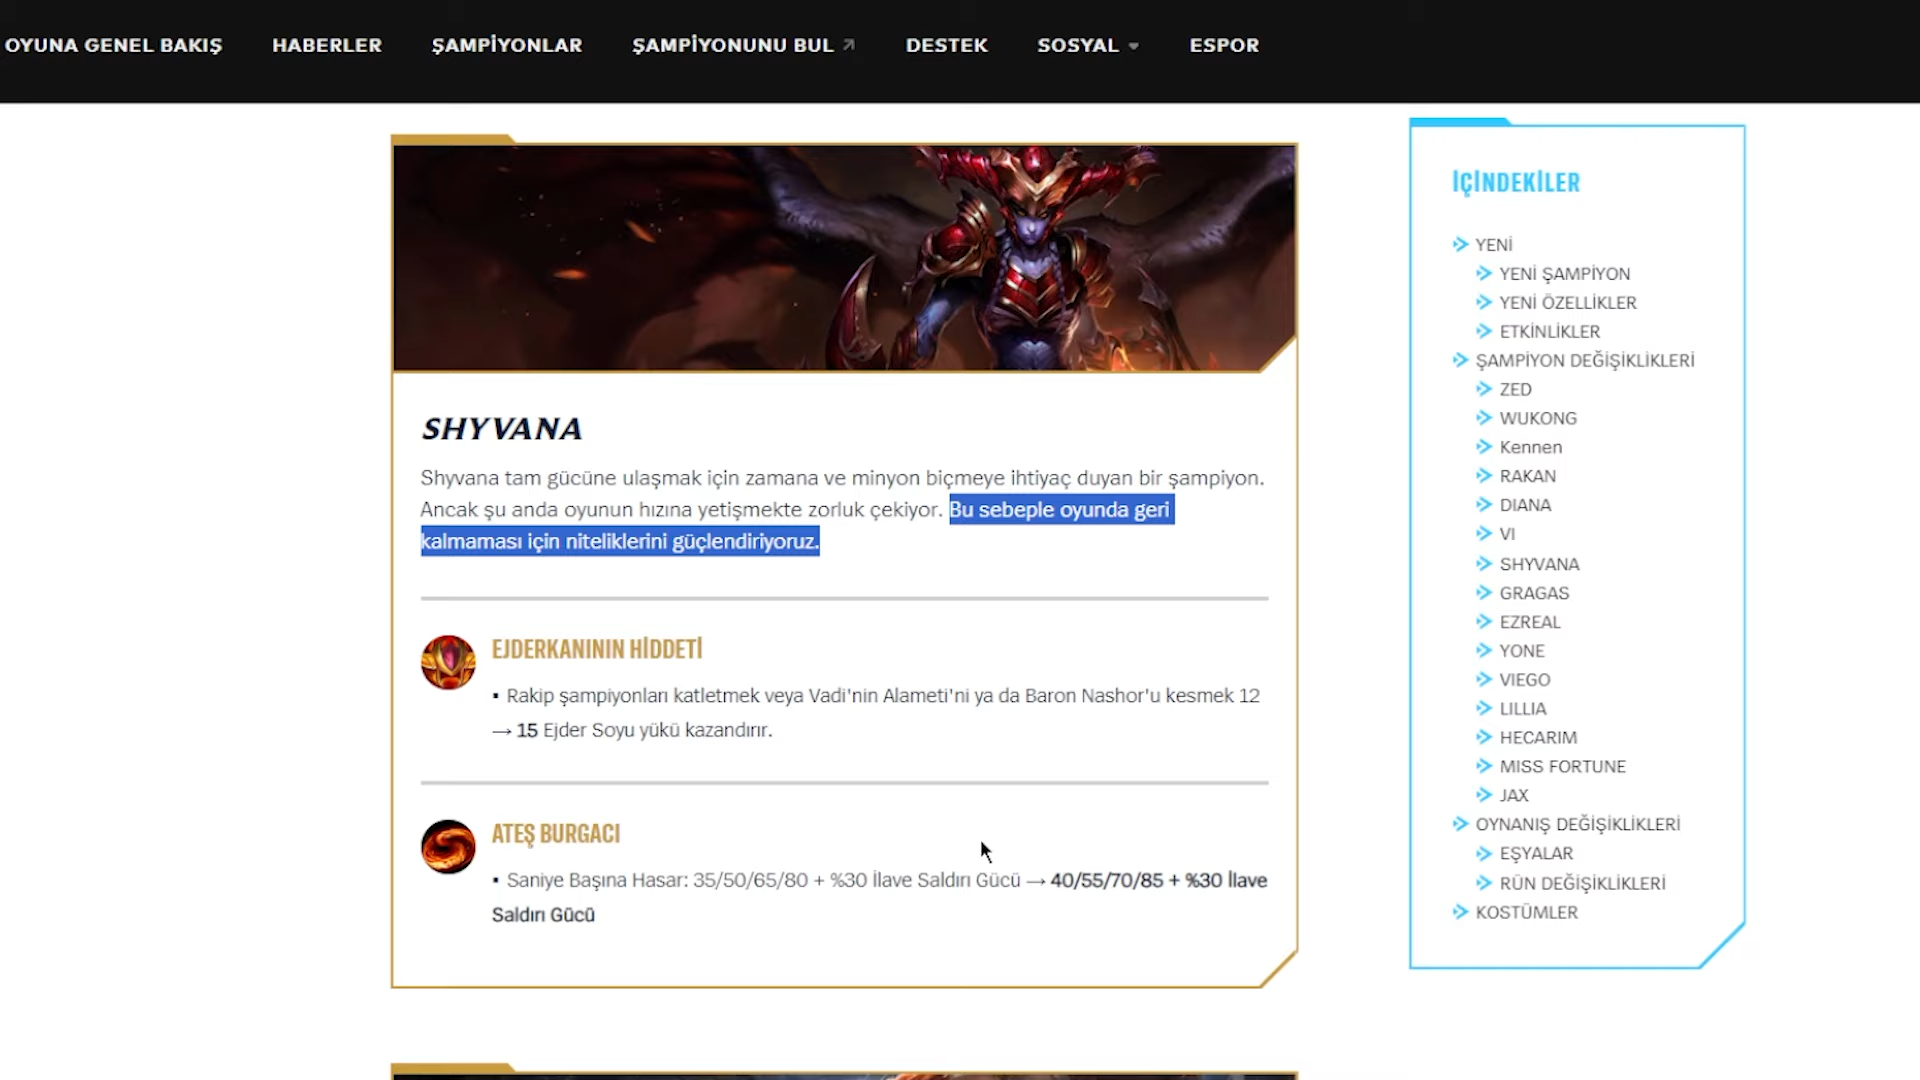 OYUNA GENEL BAKIŞ HABERLER ŞAMPİYONLAR ŞAMPİYONUNU BUL DESTEK SOSYAL ESPOR
SHYVANA
Shyvana tam gücüne ulaşmak için zamana ve minyon biçmeye ihtiyaç duyan bir şampiyon.
Ancak şu anda oyunun hızına yetişmekte zorluk çekiyor. Bu sebeple oyunda geri
kalmaması için niteliklerini güçlendiriyoruz.
EJDERKANININ HİDDETİ
▪ Rakip şampiyonları katletmek veya Vadi'nin Alameti'ni ya da Baron Nashor'u kesmek 12
→ 15 Ejder Soyu yükü kazandırır.
ATEŞ BURGACI
▪ Saniye Başına Hasar: 35/50/65/80 + %30 İlave Saldırı Gücü → 40/55/70/85 + %30 İlave
Saldırı Gücü
İÇİNDEKİLER
YENİ
YENİ ŞAMPİYON
YENİ ÖZELLİKLER
ETKİNLİKLER
ŞAMPİYON DEĞİŞİKLİKLERİ
ZED
WUKONG
Kennen
RAKAN
DIANA
VI
SHYVANA
GRAGAS
EZREAL
YONE
VIEGO
LILLIA
HECARIM
MISS FORTUNE
JAX
OYNANIŞ DEĞİŞİKLİKLERİ
EŞYALAR
RÜN DEĞİŞİKLİKLERİ
KOSTÜMLER